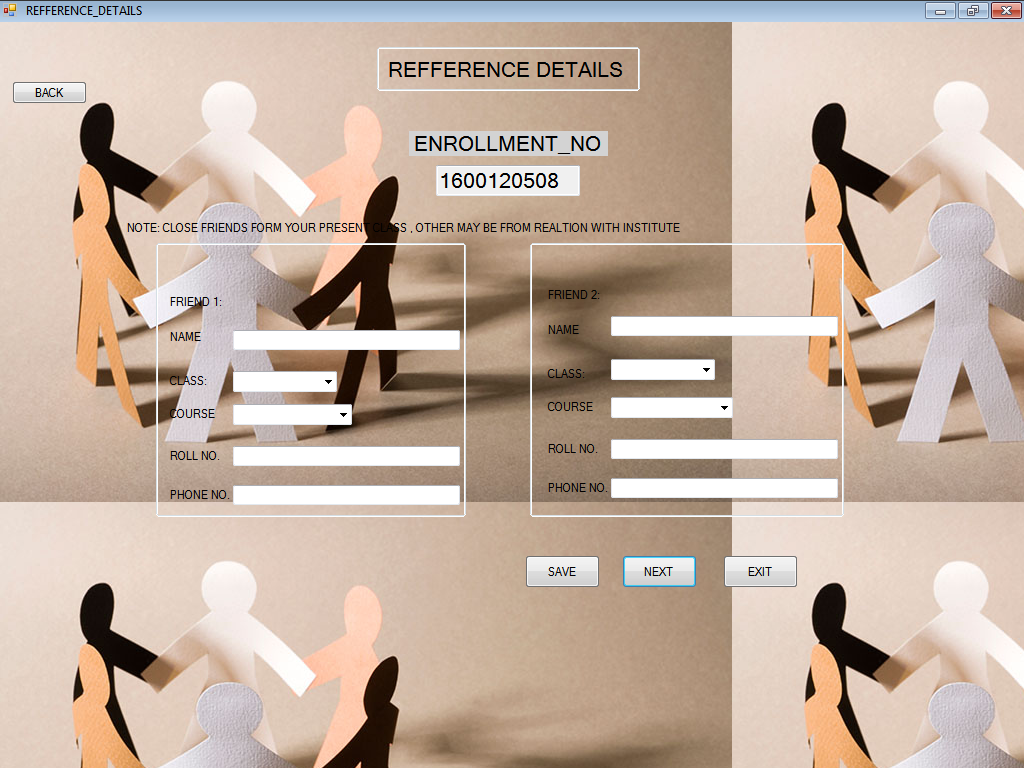 REFFERENCE_DETAILS
REFFERENCE DETAILS
BACK
ENROLLMENT_NO
1600120508
NOTE: CLOSE FRIENDS FORM YOUR PRESENT CLASS , OTHER MAY BE FROM REALTION WITH INSTITUTE
FRIEND 1:
NAME
CLASS:
COURSE
ROLL NO.
PHONE NO.
FRIEND 2:
NAME
CLASS:
COURSE
ROLL NO.
PHONE NO.
SAVE
NEXT
EXIT